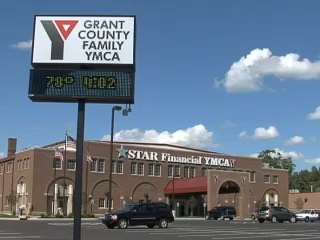 GRANT
COUNTY
FAMILY
YMCA
78° 4:02
STAR Financial YMCA